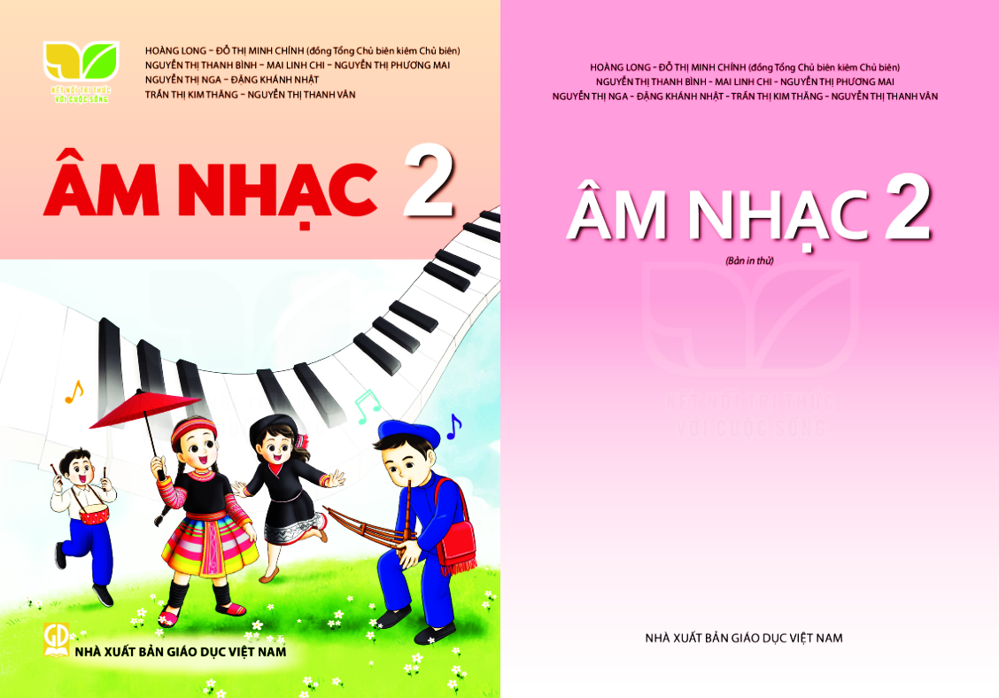 HOÀNG LONG – ĐỖ THỊ MINH CHÍNH (đồng Tổng Chủ biên kiêm Chủ biên)
NGUYỄN THỊ THANH BÌNH – MAI LINH CHI – NGUYỄN THỊ PHƯƠNG MAI
NGUYỄN THỊ NGA – ĐẶNG KHÁNH NHẬT
TRẦN THỊ KIM THĂNG – NGUYỄN THỊ THANH VÂN
KẾT NỐI TRI THỨC
VỚI CUỘC SỐNG
ÂM NHẠC 2
GD
NHÀ XUẤT BẢN GIÁO DỤC VIỆT NAM
HOÀNG LONG - ĐỖ THỊ MINH CHÍNH (đồng Tổng Chủ biên kiêm Chủ biên)
NGUYỄN THỊ THANH BÌNH – MAI LINH CHI – NGUYỄN THỊ PHƯƠNG MAI
NGUYỄN THỊ NGA – ĐẶNG KHÁNH NHẬT - TRẦN THỊ KIM THĂNG – NGUYỄN THỊ THANH VÂN
ÂM NHẠC 2
(Bản in thử)
KẾT NỐI TRI THỨC
VỚI CUỘC SỐNG
NHÀ XUẤT BẢN GIÁO DỤC VIỆT NAM